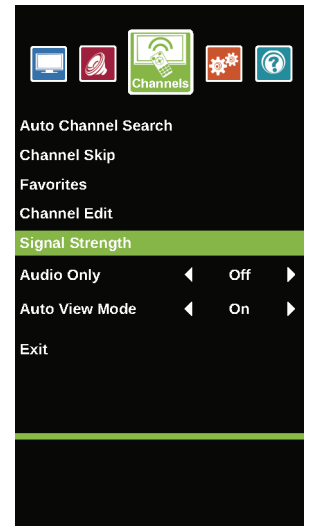 Channels
Auto Channel Search
Channel Skip
Favorites
Channel Edit
Signal Strength
Audio Only Off
Auto View Mode On
Exit